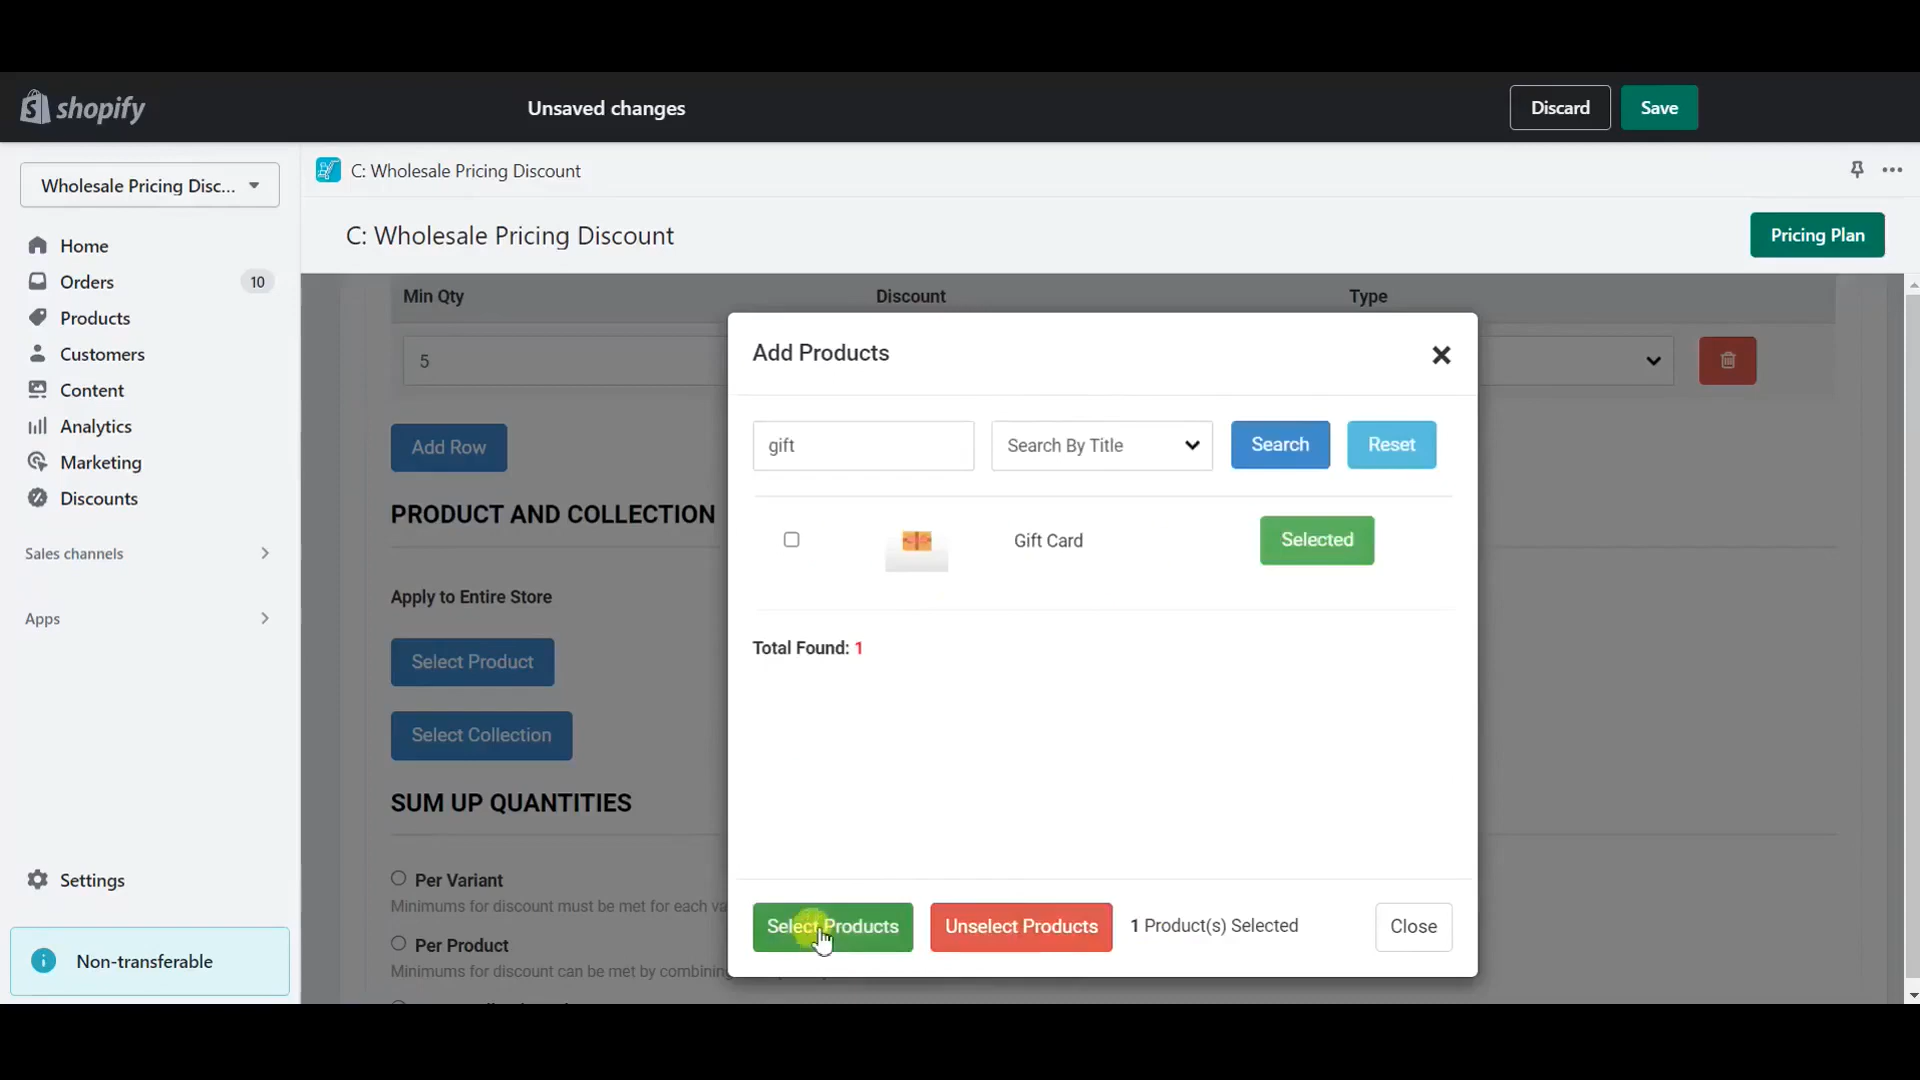 shopify
Unsaved changes
Discard
Save
Wholesale Pricing Disc...
C: Wholesale Pricing Discount
C: Wholesale Pricing Discount
Pricing Plan
Home
Orders 10
Products
Customers
Content
Analytics
Marketing
Discounts
Sales channels
Apps
Settings
Non-transferable
Min Qty Discount Type
5
Add Row
PRODUCT AND COLLECTION
Apply to Entire Store
Select Product
Select Collection
SUM UP QUANTITIES
Per Variant
Minimums for discount must be met for each va
Per Product
Minimums for discount can be met by combining
Add Products
gift
Search By Title
Search
Reset
Gift Card
Selected
Total Found: 1
Select Products
Unselect Products
1 Product(s) Selected
Close